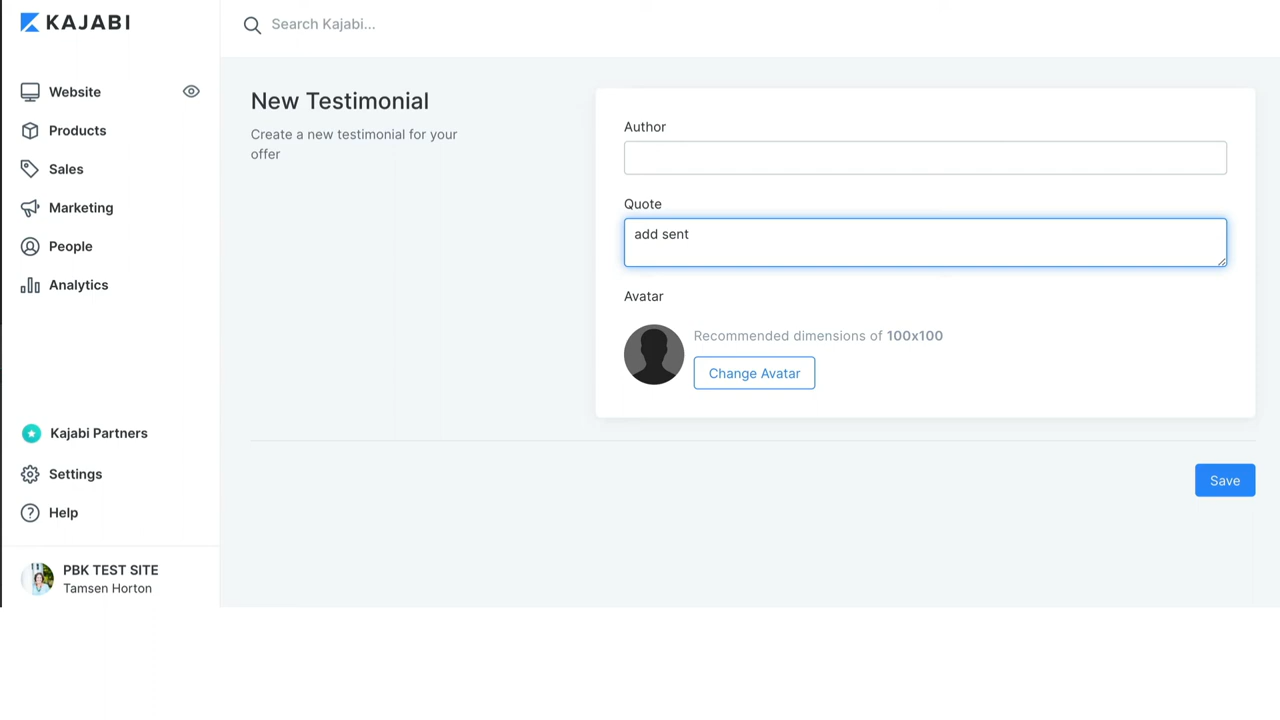 KAJABI
Search Kajabi...
Website
Products
Sales
Marketing
People
Analytics
Kajabi Partners
Settings
Help
PBK TEST SITE
Tamsen Horton
New Testimonial
Create a new testimonial for your
offer
Author
Quote
add sent
Avatar
Recommended dimensions of 100x100
Change Avatar
Save